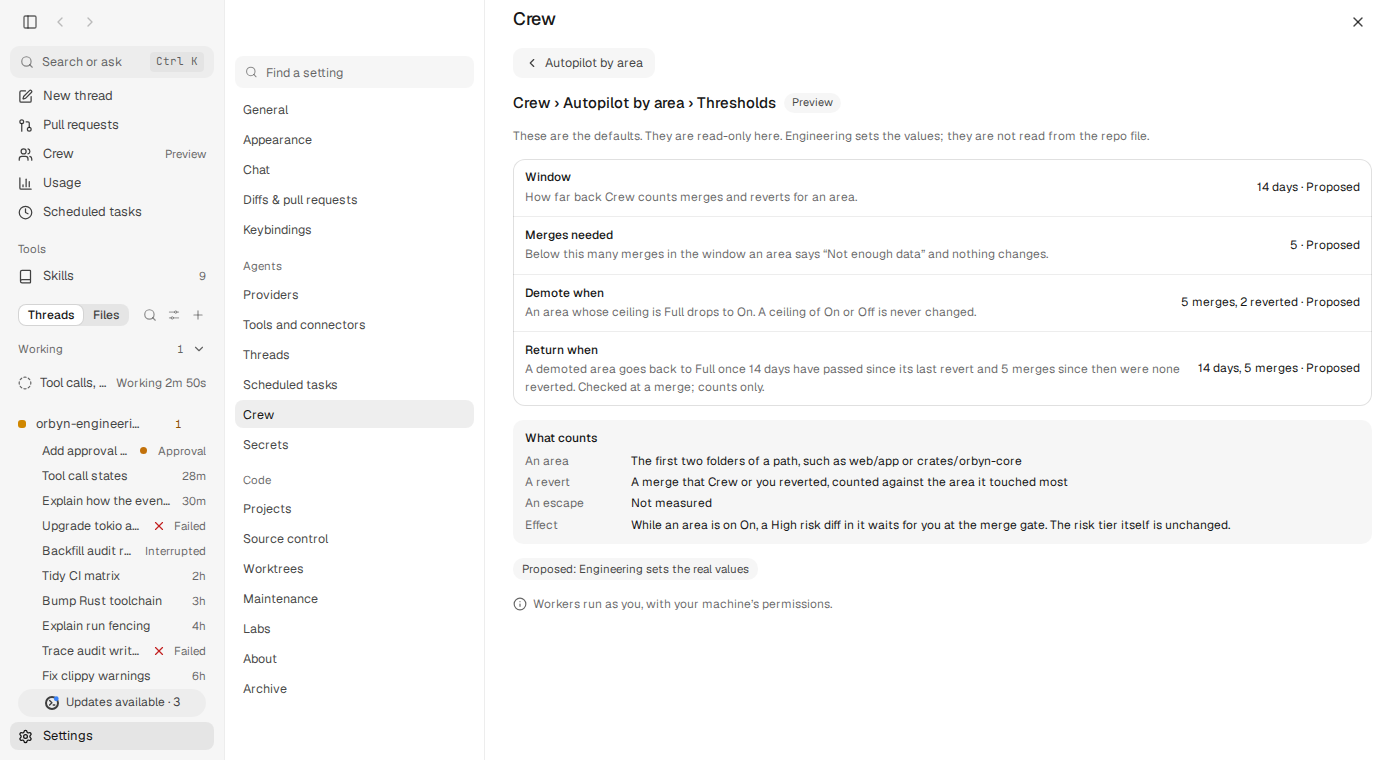 Search or ask Ctrl K
New thread
Pull requests
Crew Preview
Usage
Scheduled tasks
Tools
Skills 9
Threads Files
Working 1
Tool calls, … Working 2m 50s
orbyn-engineeri… 1
Add approval … Approval
Tool call states 28m
Explain how the even… 30m
Upgrade tokio a… Failed
Backfill audit r… Interrupted
Tidy CI matrix 2h
Bump Rust toolchain 3h
Explain run fencing 4h
Trace audit writ… Failed
Fix clippy warnings 6h
Updates available · 3
Settings
Find a setting
General
Appearance
Chat
Diffs & pull requests
Keybindings
Agents
Providers
Tools and connectors
Threads
Scheduled tasks
Crew
Secrets
Code
Projects
Source control
Worktrees
Maintenance
Labs
About
Archive
Crew
Autopilot by area
Crew › Autopilot by area › Thresholds Preview
These are the defaults. They are read-only here. Engineering sets the values; they are not read from the repo file.
Window
How far back Crew counts merges and reverts for an area.
14 days · Proposed
Merges needed
Below this many merges in the window an area says “Not enough data” and nothing changes.
5 · Proposed
Demote when
An area whose ceiling is Full drops to On. A ceiling of On or Off is never changed.
5 merges, 2 reverted · Proposed
Return when
A demoted area goes back to Full once 14 days have passed since its last revert and 5 merges since then were none
reverted. Checked at a merge; counts only.
14 days, 5 merges · Proposed
What counts
An area The first two folders of a path, such as web/app or crates/orbyn-core
A revert A merge that Crew or you reverted, counted against the area it touched most
An escape Not measured
Effect While an area is on On, a High risk diff in it waits for you at the merge gate. The risk tier itself is unchanged.
Proposed: Engineering sets the real values
Workers run as you, with your machine's permissions.